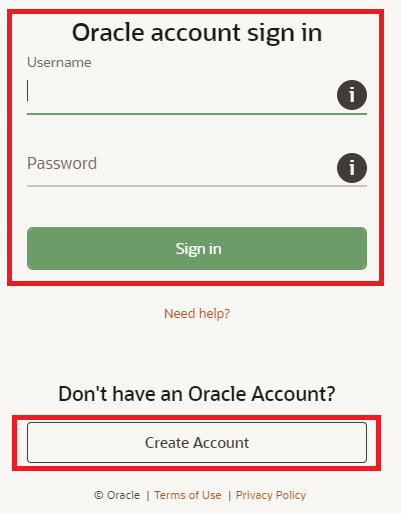 Oracle account sign in
Username
i
Password
i
Sign in
Need help?
Don't have an Oracle Account?
Create Account
© Oracle | Terms of Use | Privacy Policy